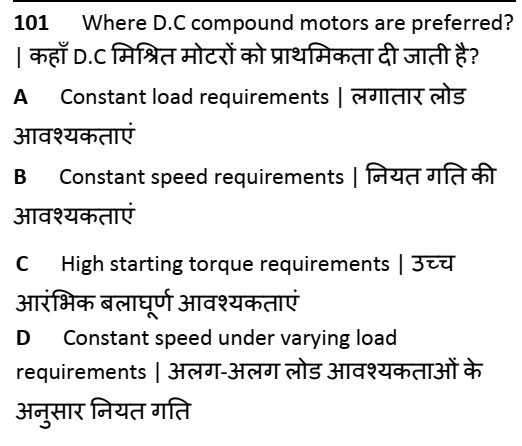 101 Where D.C compound motors are preferred?
| कहाँ D.C मिश्रित मोटरों को प्राथमिकता दी जाती है?
A Constant load requirements | लगातार लोड
आवश्यकताएं
B Constant speed requirements | नियत गति की
आवश्यकताएं
C High starting torque requirements | उच्च
आरंभिक बलाघूर्ण आवश्यकताएं
D Constant speed under varying load
requirements | अलग-अलग लोड आवश्यकताओं के
अनुसार नियत गति